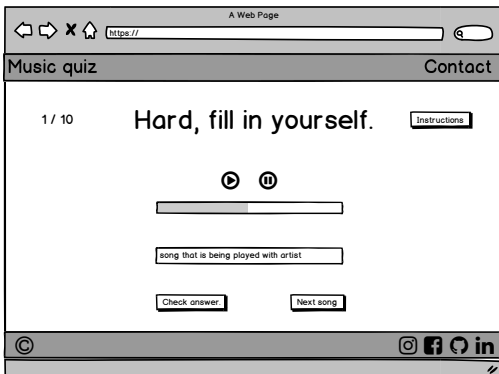 A Web Page
https://
Music quiz
Contact
1 / 10
Hard, fill in yourself.
Instructions
song that is being played with artist
Check answer.
Next song
©
in